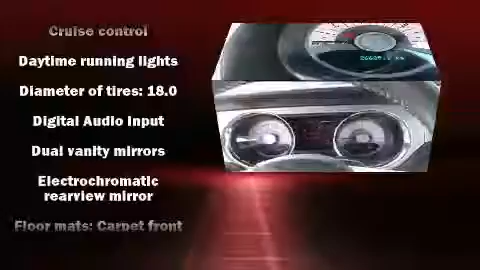 Cruise control
Daytime running lights
Diameter of tires: 18.0
Digital Audio Input
Dual vanity mirrors
Electrochromatic
rearview mirror
Floor mats: Carpet front